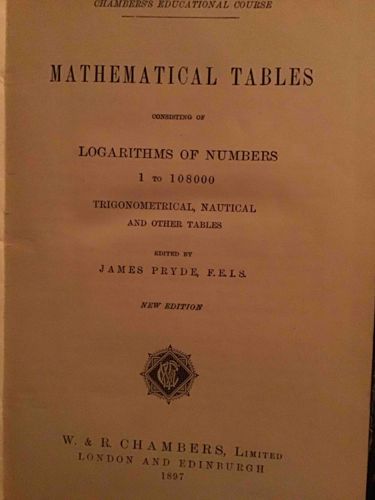 CHAMBERS'S EDUCATIONAL COURSE
MATHEMATICAL TABLES
CONSISTING OF
LOGARITHMS OF NUMBERS
1 TO 108000
TRIGONOMETRICAL, NAUTICAL
AND OTHER TABLES
EDITED BY
JAMES PRYDE, F.E.I.S.
NEW EDITION
W. & R. CHAMBERS, LIMITED
LONDON AND EDINBURGH
1897